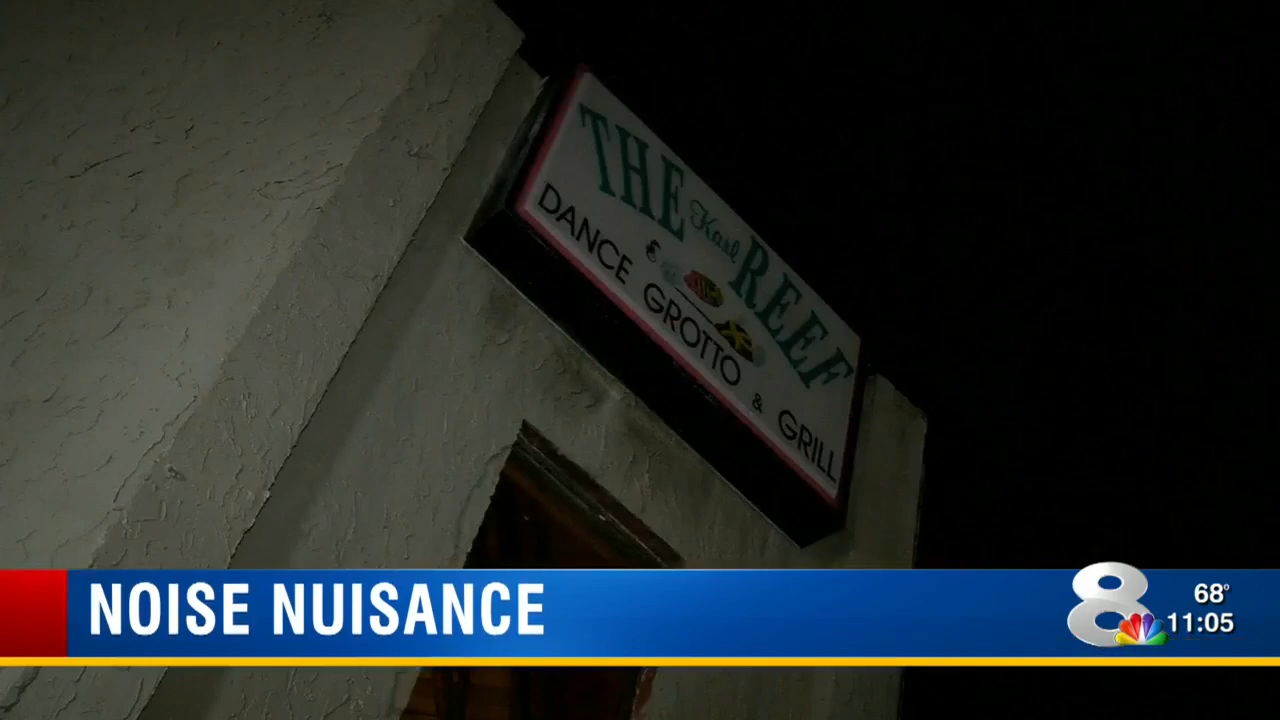 THE Karl REEF
&
DANCE GROTTO & GRILL
NOISE NUISANCE
8
68°
11:05